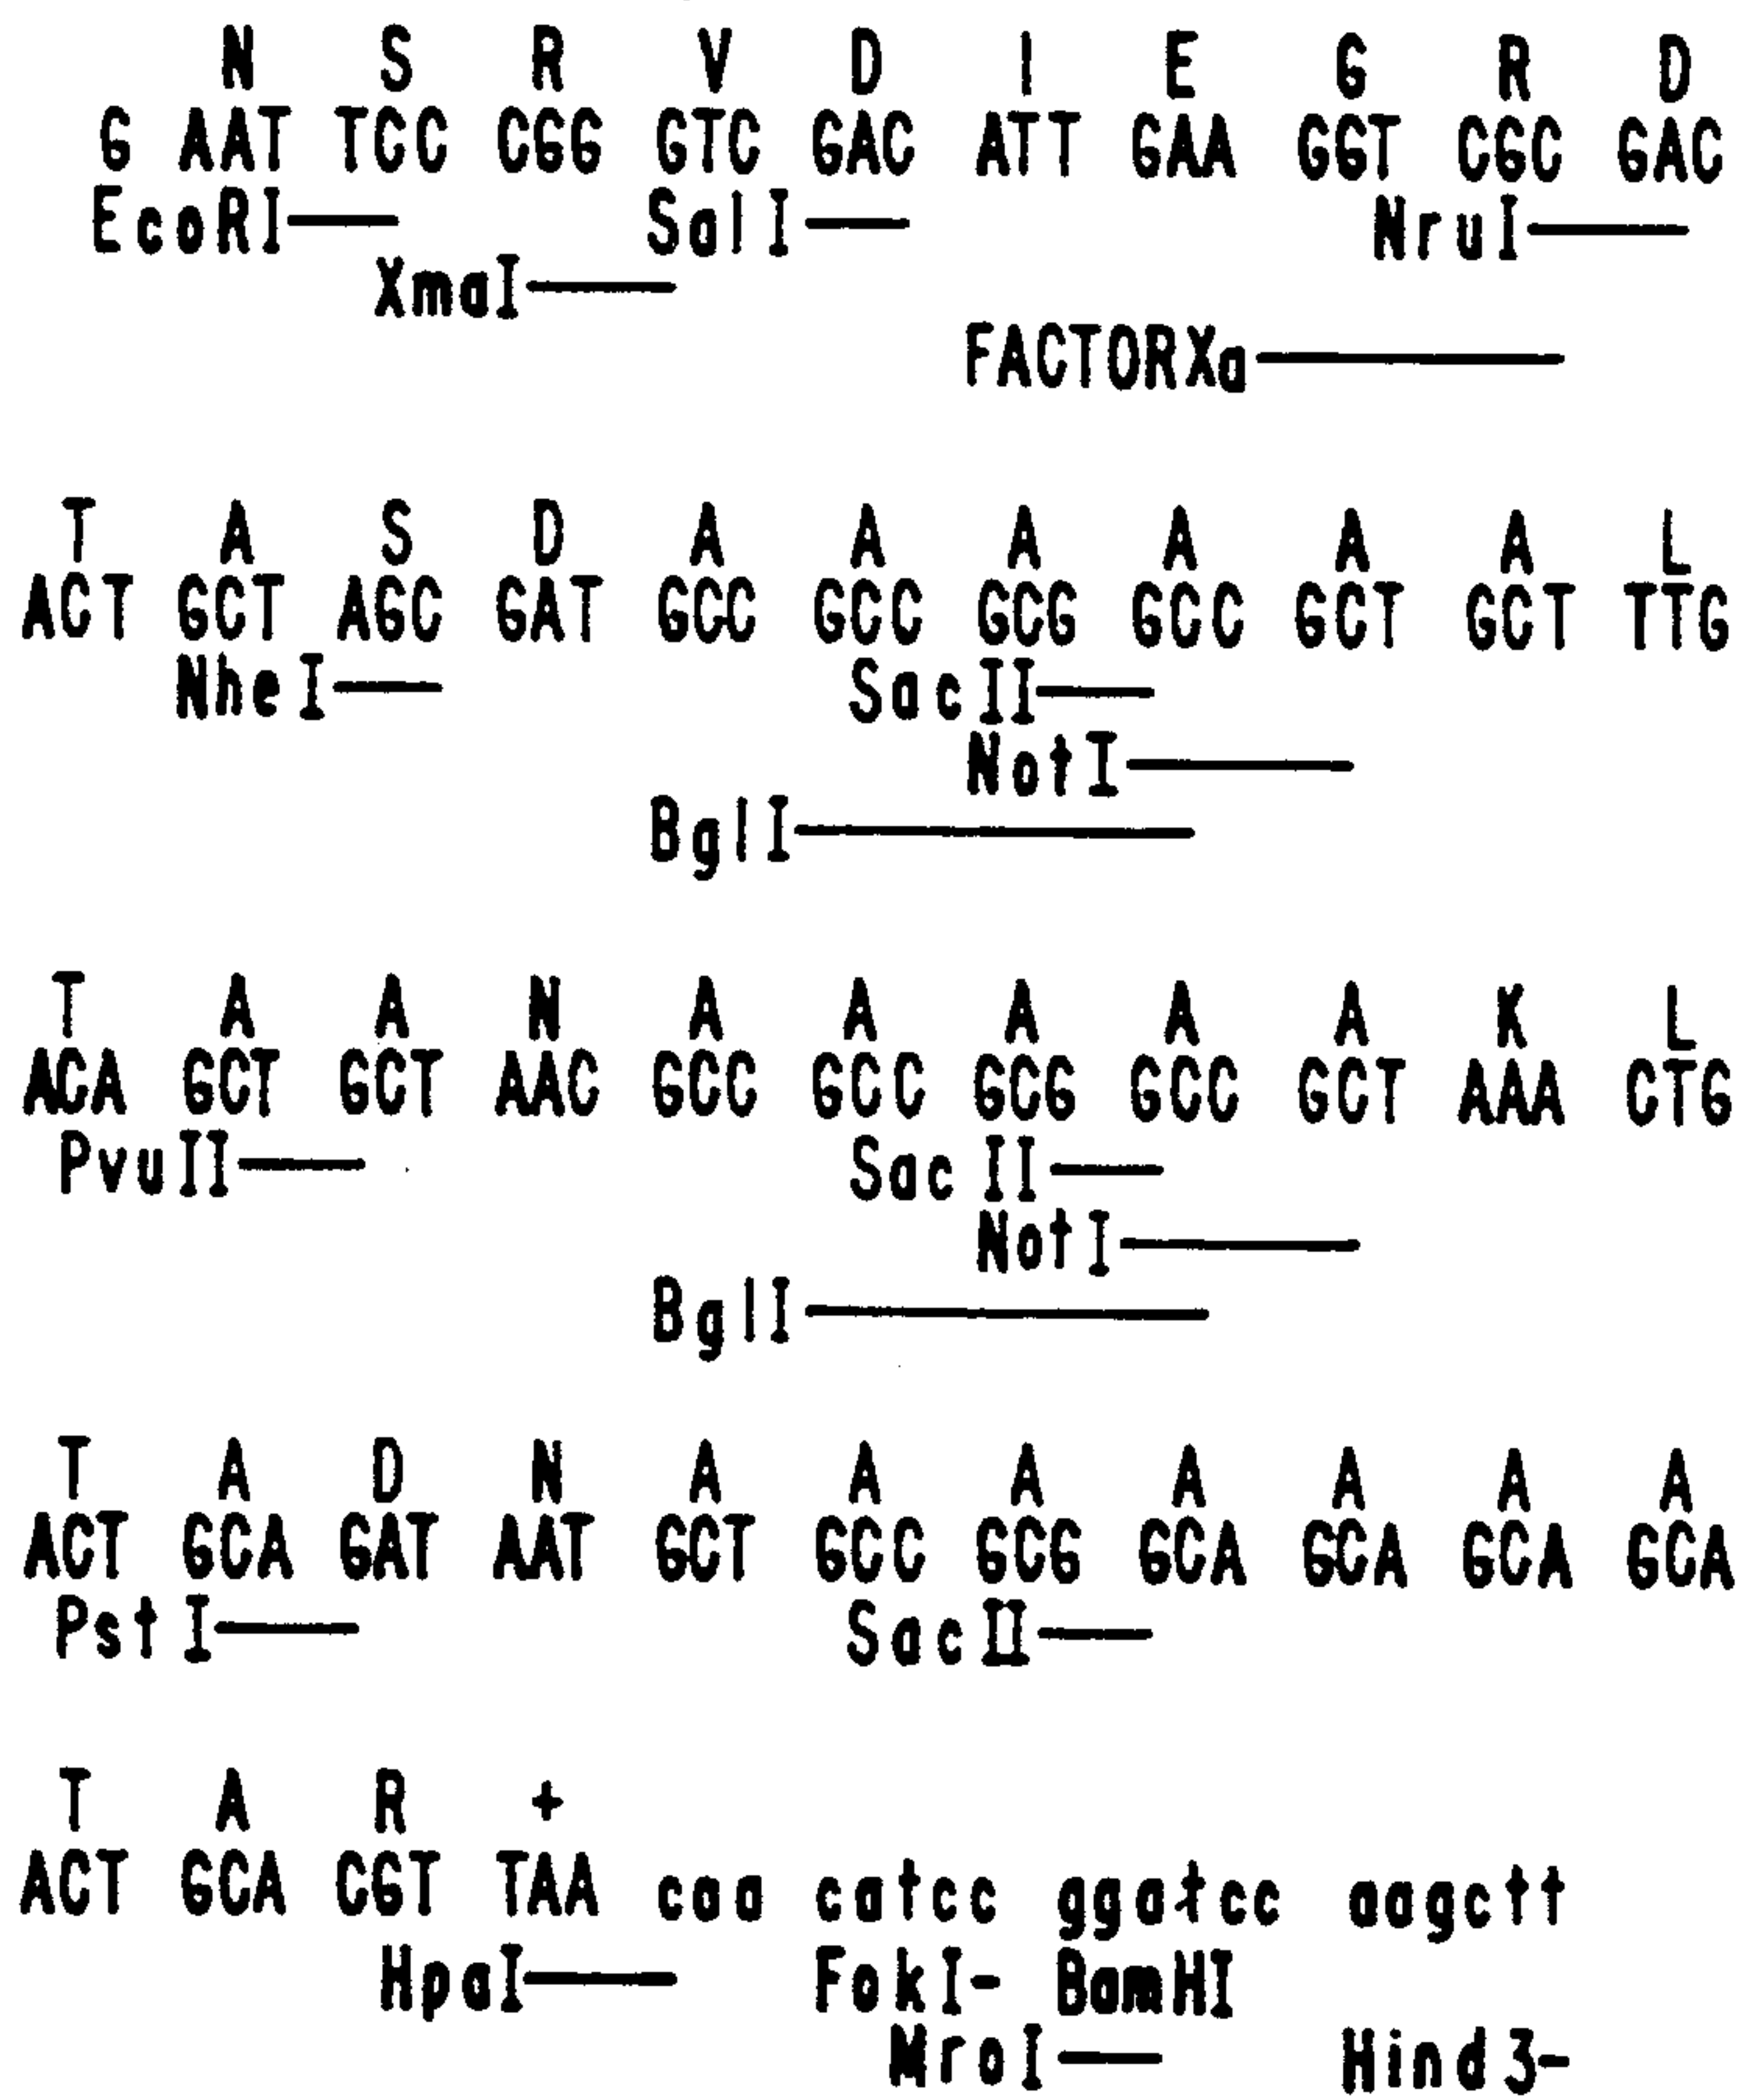 N S R V D I E G R D
G AAT TCC CGG GTC GAC ATT GAA GGT CGC GAC
EcoRI SalI NruI
XmaI
FACTORXa
T A S D A A A A A A L
ACT GCT AGC GAT GCC GCC GCG GCC GCT GCT TTG
NheI SacII
NotI
BglI
T A A N A A A A A K L
ACA GCT GCT AAC GCC GCC GCG GCC GCT AAA CTG
PvuII SacII
NotI
BglI
T A D N A A A A A A A
ACT GCA GAT AAT GCT GCC GCG GCA GCA GCA GCA
PstI SacII
T A R +
ACT GCA CGT TAA caa catcc ggatcc aagctt
HpaI FokI- BamHI
MroI Hind3-